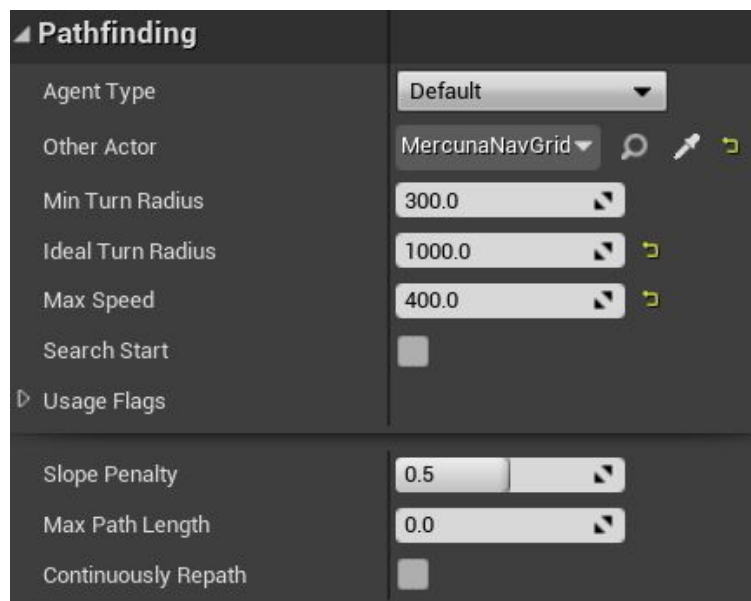 Pathfinding
Agent Type Default
Other Actor MercunaNavGrid
Min Turn Radius 300.0
Ideal Turn Radius 1000.0
Max Speed 400.0
Search Start
Usage Flags
Slope Penalty 0.5
Max Path Length 0.0
Continuously Repath